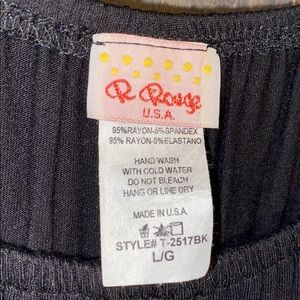 R Rouge
U.S.A.
95%RAYON-5%SPANDEX
95% RAYON-5%ELASTANO
HAND WASH
WITH COLD WATER
DO NOT BLEACH
HANG OR LINE DRY
MADE IN U.S.A.
STYLE# T-2517BK
L/G